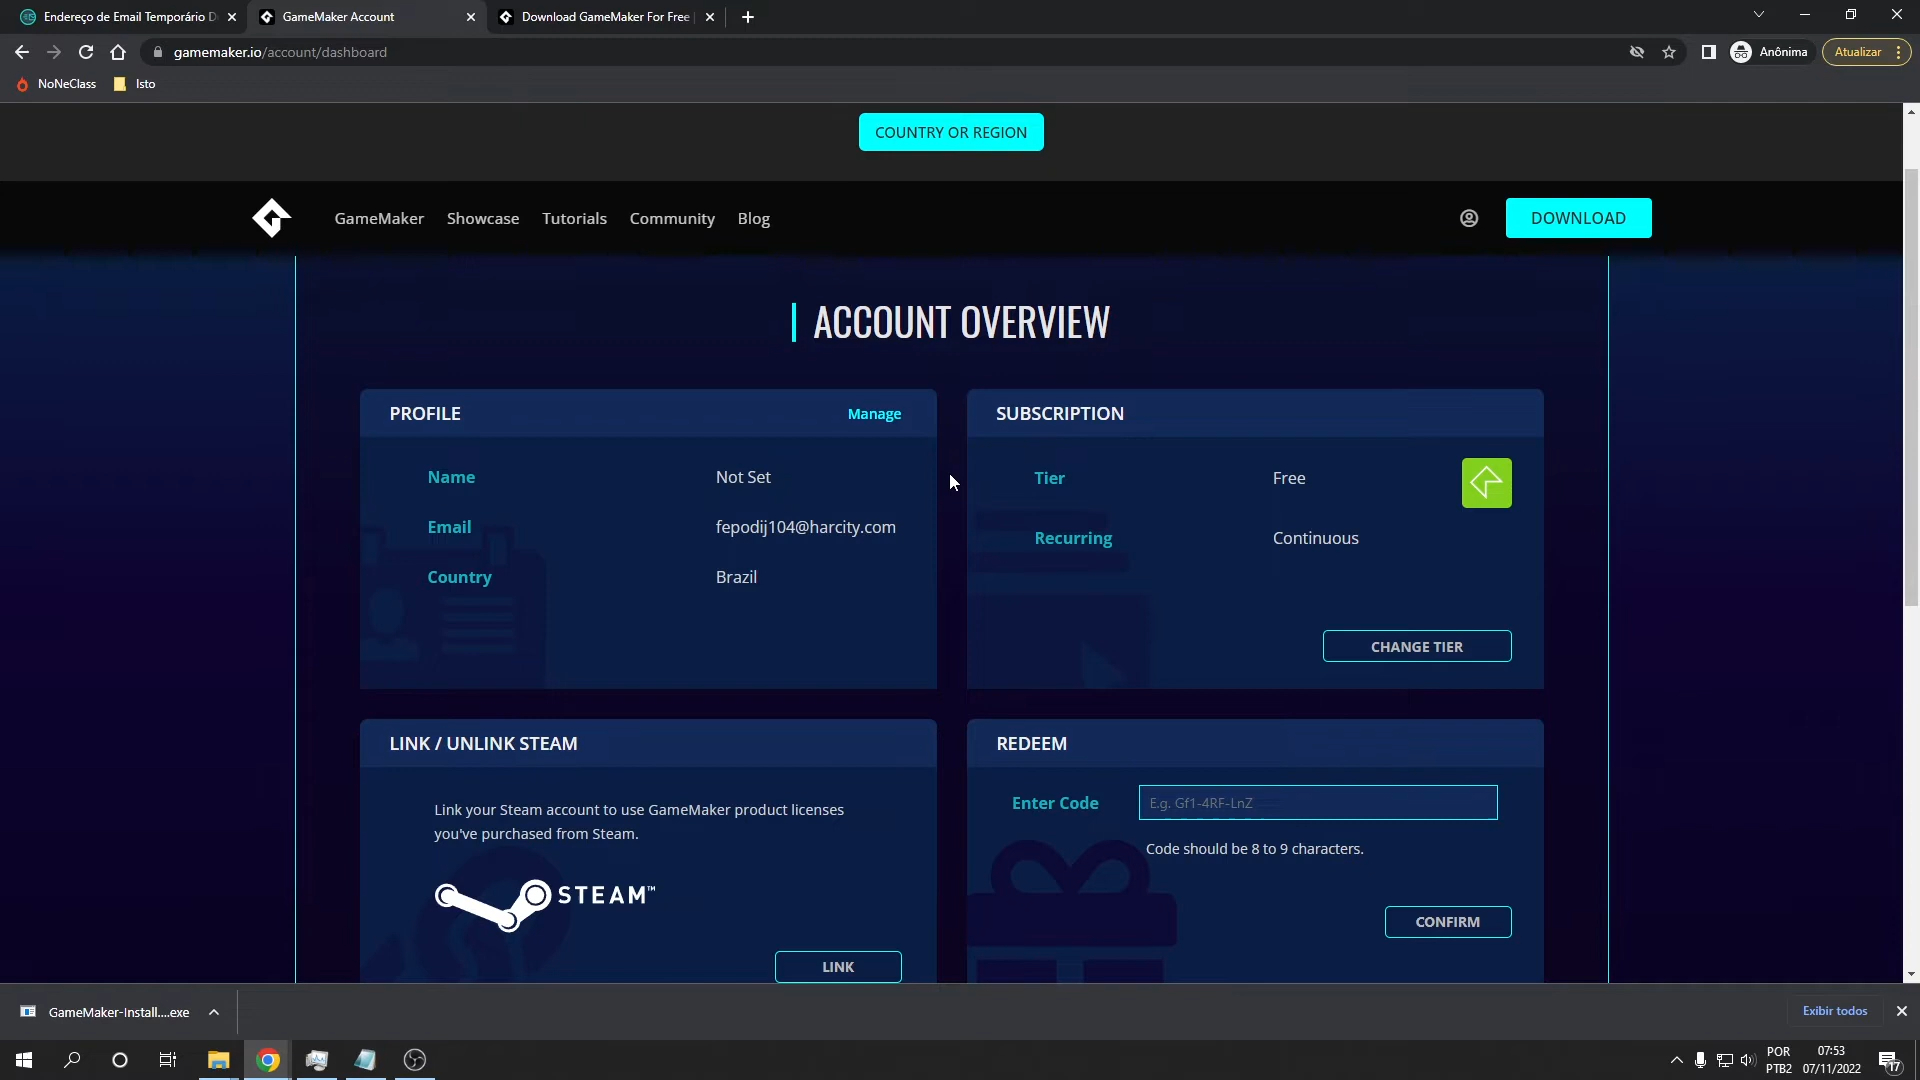 Endereço de Email Temporário D
GameMaker Account
Download GameMaker For Free
gamemaker.io/account/dashboard
Anônima
Atualizar
NoNeClass
Isto
COUNTRY OR REGION
GameMaker
Showcase
Tutorials
Community
Blog
DOWNLOAD
ACCOUNT OVERVIEW
PROFILE
Manage
Name
Not Set
Email
fepodij104@harcity.com
Country
Brazil
SUBSCRIPTION
Tier
Free
Recurring
Continuous
CHANGE TIER
LINK / UNLINK STEAM
Link your Steam account to use GameMaker product licenses
you've purchased from Steam.
STEAM™
LINK
REDEEM
Enter Code
E.g. Gf1-4RF-LnZ
Code should be 8 to 9 characters.
CONFIRM
GameMaker-Install....exe
Exibir todos
POR
PTB2
07:53
07/11/2022
17